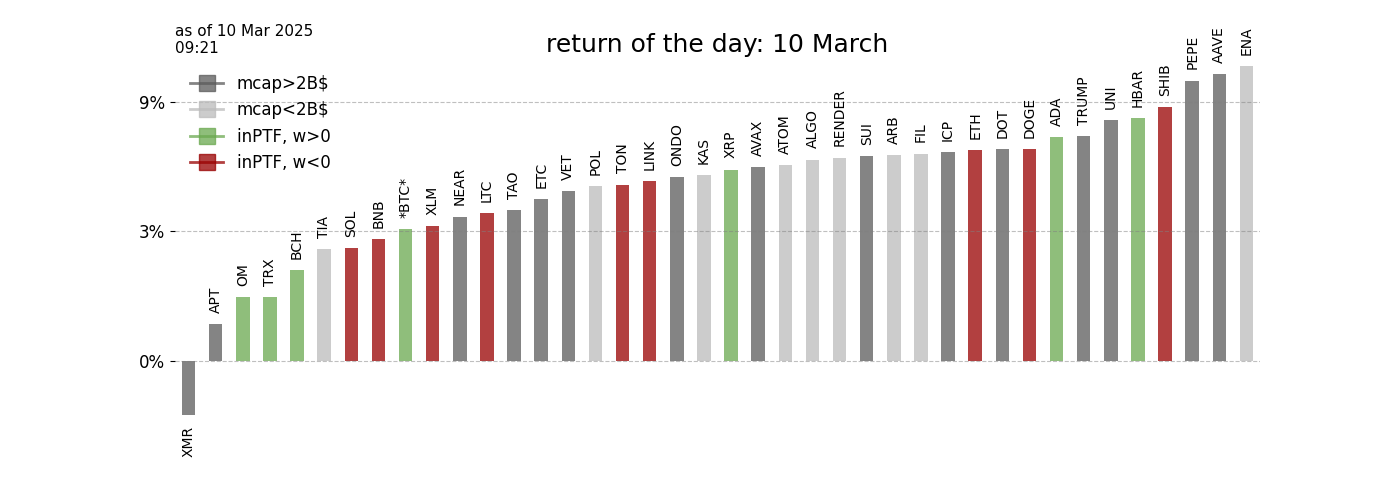 as of 10 Mar 2025
09:21
return of the day: 10 March
mcap>2B$
mcap<2B$
inPTF, w>0
inPTF, w<0
9%
3%
0%
XMR
APT
OM
TRX
BCH
TIA
SOL
BNB
*BTC*
XLM
NEAR
LTC
TAO
ETC
VET
POL
TON
LINK
ONDO
KAS
XRP
AVAX
ATOM
ALGO
RENDER
SUI
ARB
FIL
ICP
ETH
DOT
DOGE
ADA
TRUMP
UNI
HBAR
SHIB
PEPE
AAVE
ENA